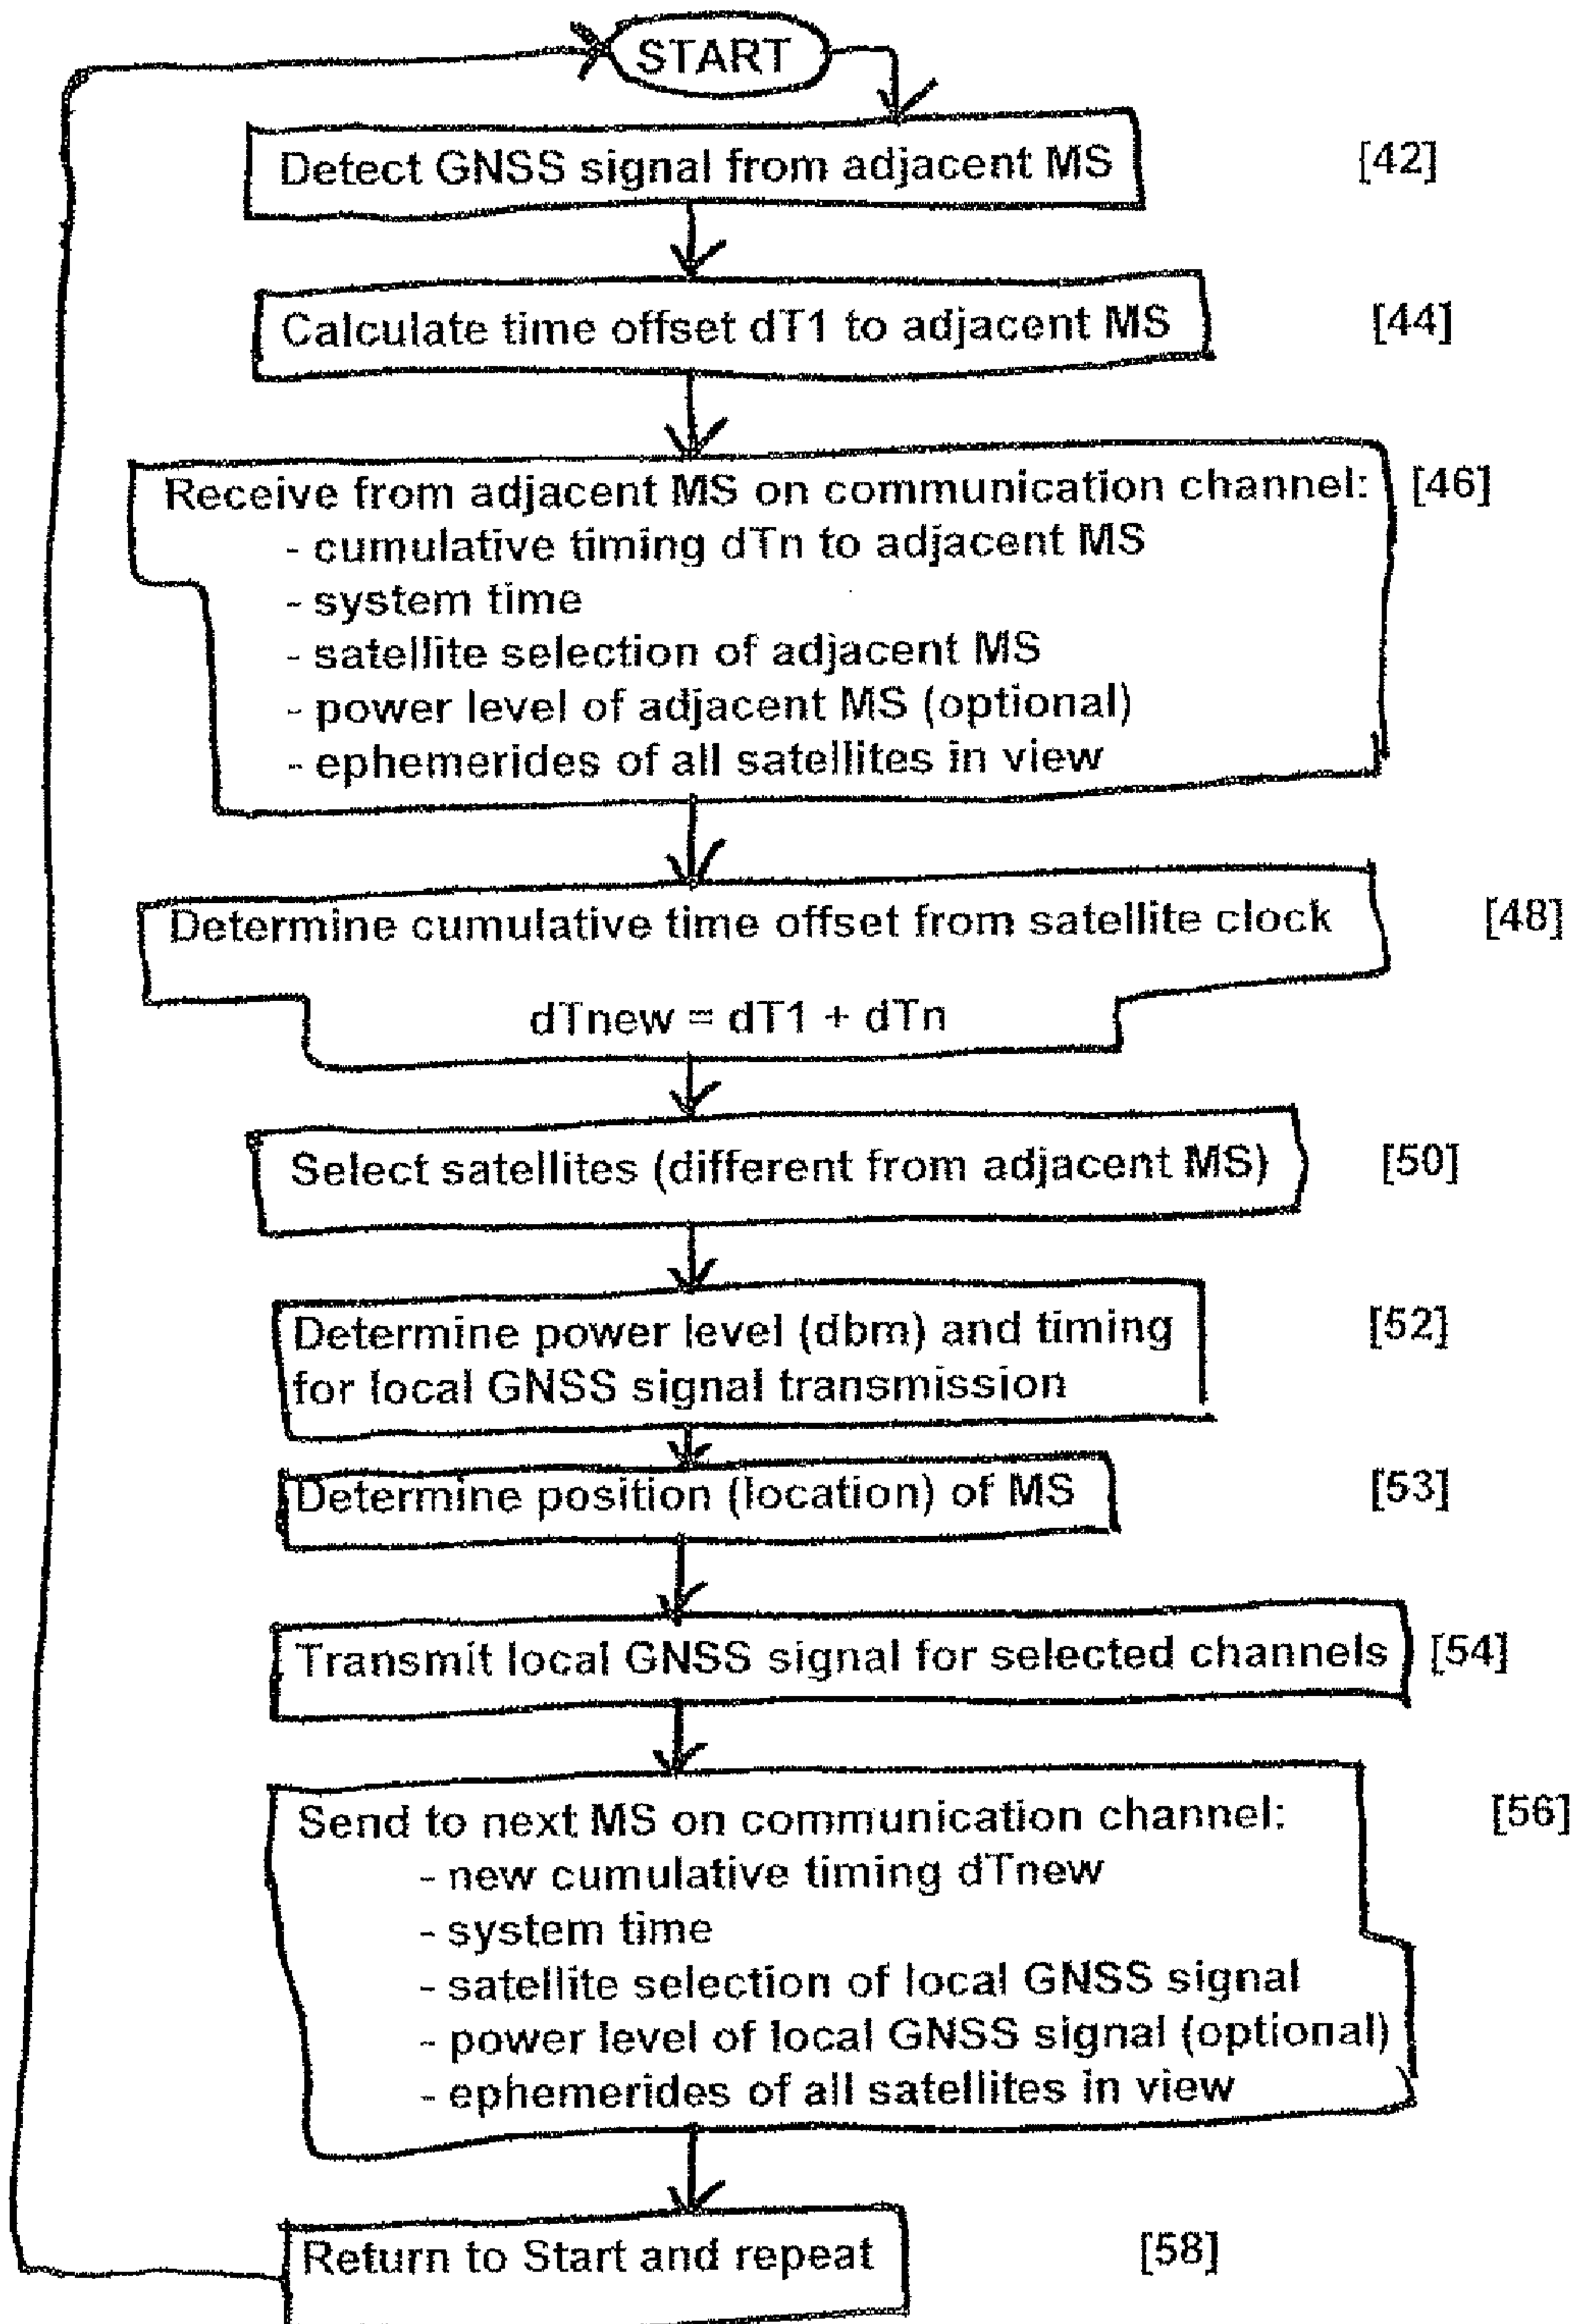 START
Detect GNSS signal from adjacent MS [42]
Calculate time offset dT1 to adjacent MS [44]
Receive from adjacent MS on communication channel: [46]
- cumulative timing dTn to adjacent MS
- system time
- satellite selection of adjacent MS
- power level of adjacent MS (optional)
- ephemerides of all satellites in view
Determine cumulative time offset from satellite clock [48]
dTnew = dT1 + dTn
Select satellites (different from adjacent MS) [50]
Determine power level (dbm) and timing [52]
for local GNSS signal transmission
Determine position (location) of MS [53]
Transmit local GNSS signal for selected channels [54]
Send to next MS on communication channel: [56]
- new cumulative timing dTnew
- system time
- satellite selection of local GNSS signal
- power level of local GNSS signal (optional)
- ephemerides of all satellites in view
Return to Start and repeat [58]